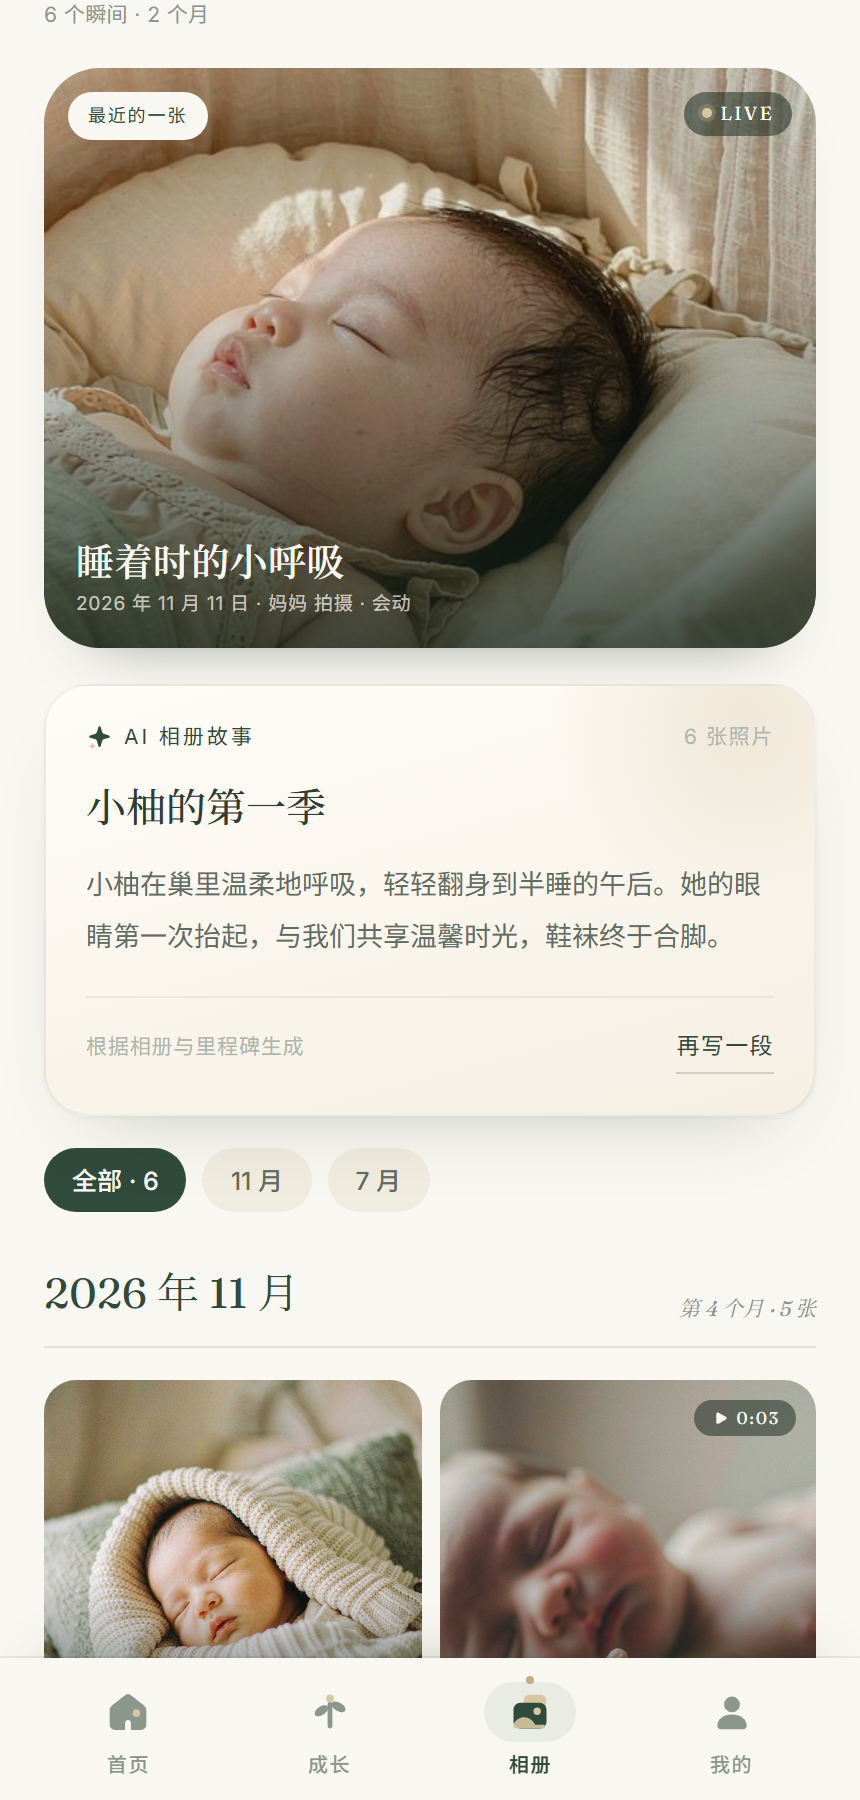 6 个瞬间 · 2 个月
最近的一张
LIVE
睡着时的小呼吸
2026 年 11 月 11 日 · 妈妈 拍摄 · 会动
AI 相册故事
6 张照片
小柚的第一季
小柚在巢里温柔地呼吸，轻轻翻身到半睡的午后。她的眼
睛第一次抬起，与我们共享温馨时光，鞋袜终于合脚。
根据相册与里程碑生成
再写一段
全部 · 6
11 月
7 月
2026 年 11 月
第 4 个月 · 5 张
0:03
首页
成长
相册
我的